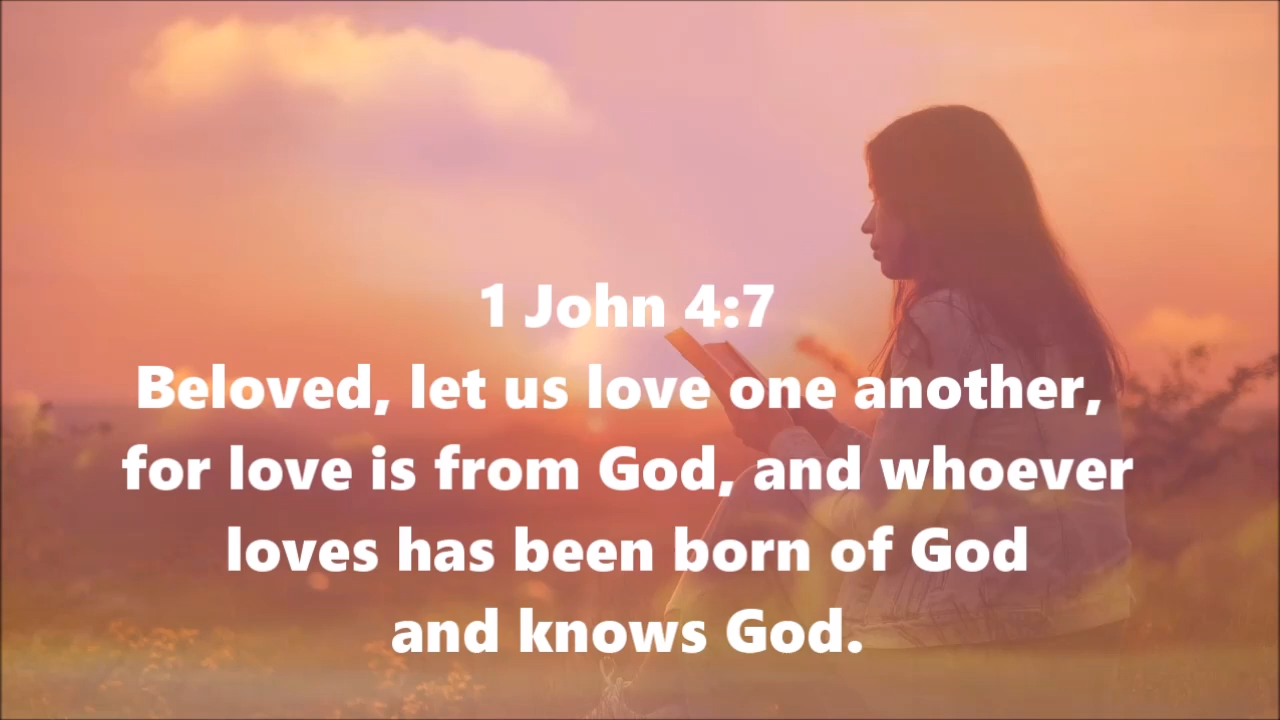 1 John 4:7
Beloved, let us love one another,
for love is from God, and whoever
loves has been born of God
and knows God.